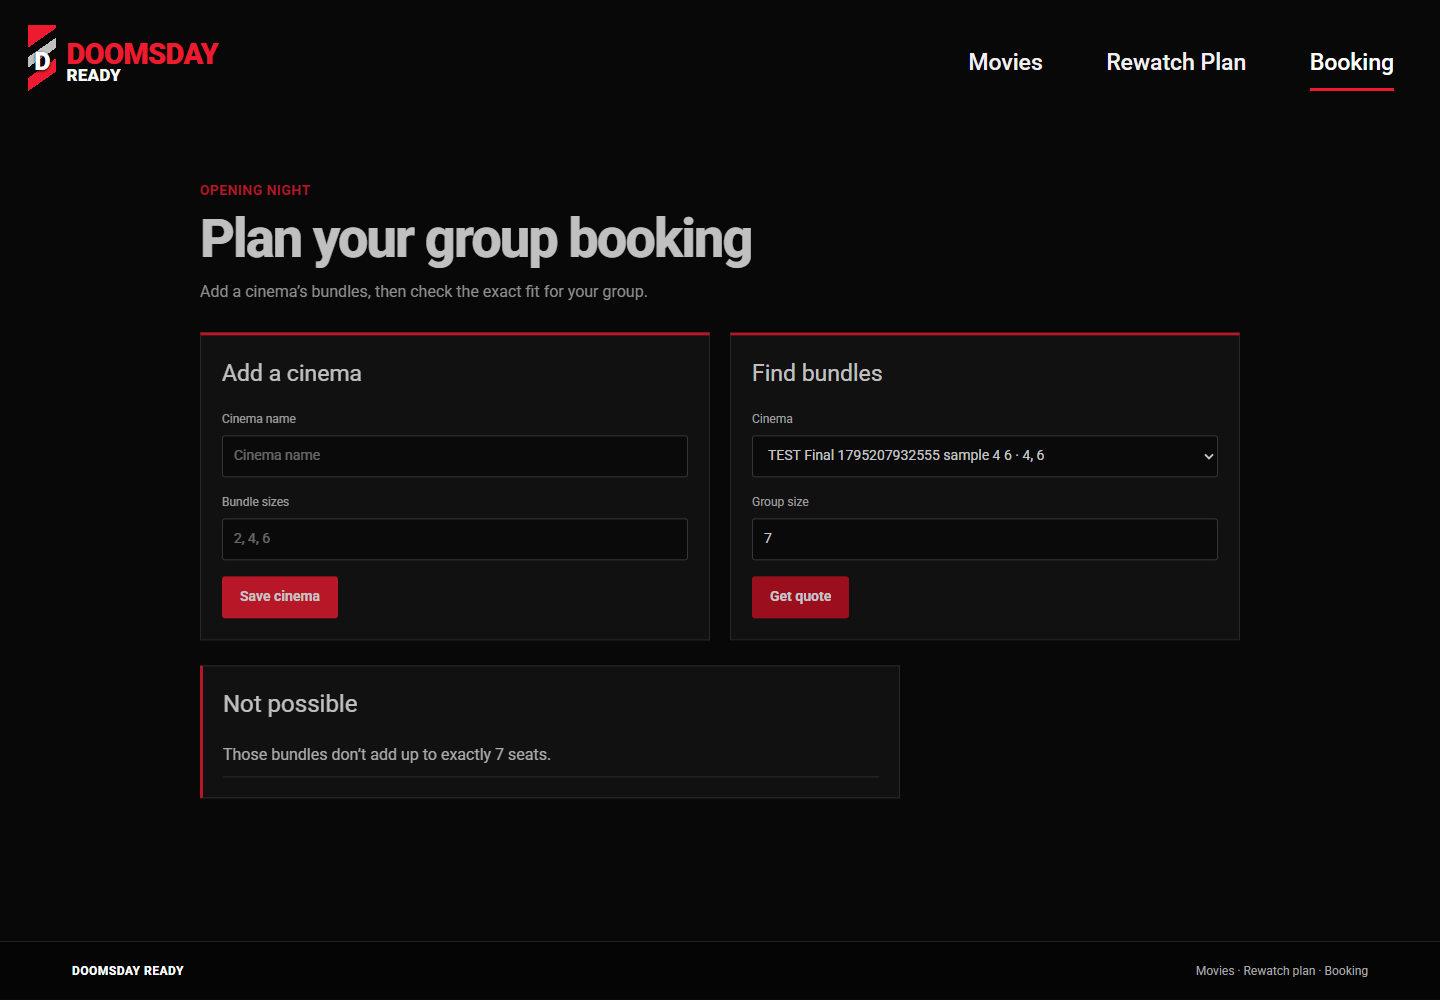 D DOOMSDAY
READY
Movies Rewatch Plan Booking
OPENING NIGHT
Plan your group booking
Add a cinema’s bundles, then check the exact fit for your group.
Add a cinema
Cinema name
Cinema name
Bundle sizes
2, 4, 6
Save cinema
Find bundles
Cinema
TEST Final 1795207932555 sample 4 6 · 4, 6
Group size
7
Get quote
Not possible
Those bundles don’t add up to exactly 7 seats.
DOOMSDAY READY
Movies · Rewatch plan · Booking